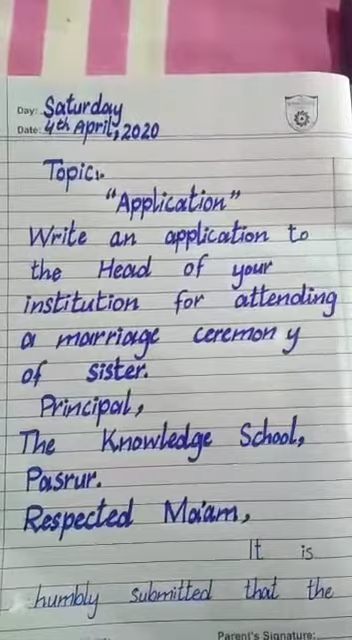 Day: Saturday
Date: 4th April, 2020
Topic:
"Application"
Write an application to
the Head of your
institution for attending
a marriage ceremony
of sister.
Principal,
The Knowledge School,
Pasrur.
Respected Ma'am,
It is
humbly submitted that the
Parent's Signature: